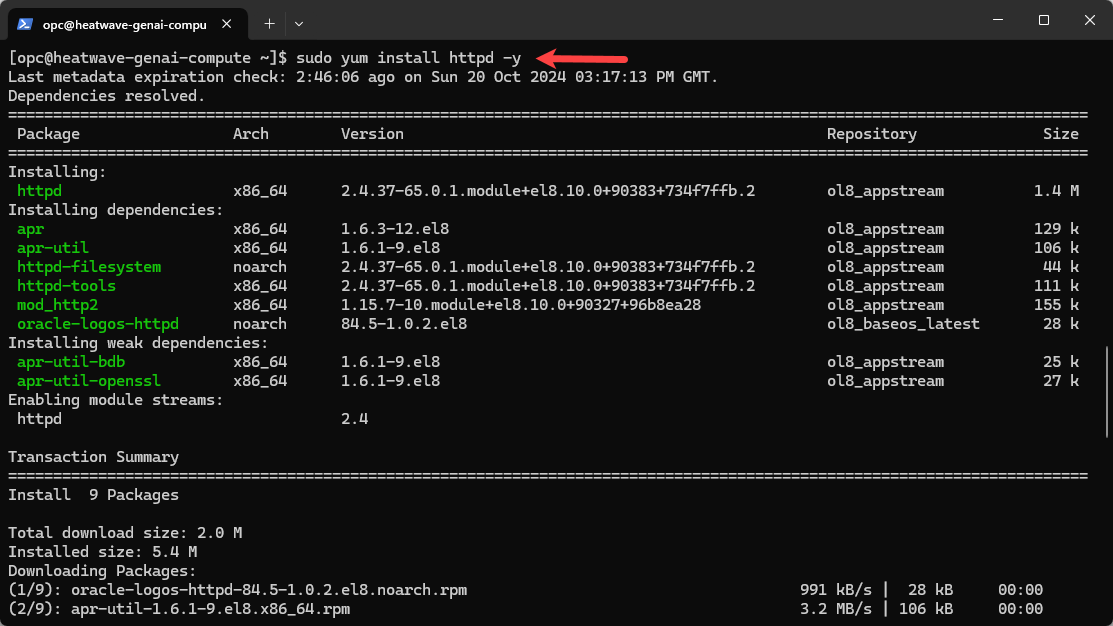 opc@heatwave-genai-compu
[opc@heatwave-genai-compute ~]$ sudo yum install httpd -y
Last metadata expiration check: 2:46:06 ago on Sun 20 Oct 2024 03:17:13 PM GMT.
Dependencies resolved.
================================================================================
Package Arch Version Repository Size
================================================================================
Installing:
httpd x86_64 2.4.37-65.0.1.module+el8.10.0+90383+734f7ffb.2 ol8_appstream 1.4 M
Installing dependencies:
apr x86_64 1.6.3-12.el8 ol8_appstream 129 k
apr-util x86_64 1.6.1-9.el8 ol8_appstream 106 k
httpd-filesystem noarch 2.4.37-65.0.1.module+el8.10.0+90383+734f7ffb.2 ol8_appstream 44 k
httpd-tools x86_64 2.4.37-65.0.1.module+el8.10.0+90383+734f7ffb.2 ol8_appstream 111 k
mod_http2 x86_64 1.15.7-10.module+el8.10.0+90327+96b8ea28 ol8_appstream 155 k
oracle-logos-httpd noarch 84.5-1.0.2.el8 ol8_baseos_latest 28 k
Installing weak dependencies:
apr-util-bdb x86_64 1.6.1-9.el8 ol8_appstream 25 k
apr-util-openssl x86_64 1.6.1-9.el8 ol8_appstream 27 k
Enabling module streams:
httpd 2.4
Transaction Summary
================================================================================
Install 9 Packages
Total download size: 2.0 M
Installed size: 5.4 M
Downloading Packages:
(1/9): oracle-logos-httpd-84.5-1.0.2.el8.noarch.rpm 991 kB/s | 28 kB 00:00
(2/9): apr-util-1.6.1-9.el8.x86_64.rpm 3.2 MB/s | 106 kB 00:00